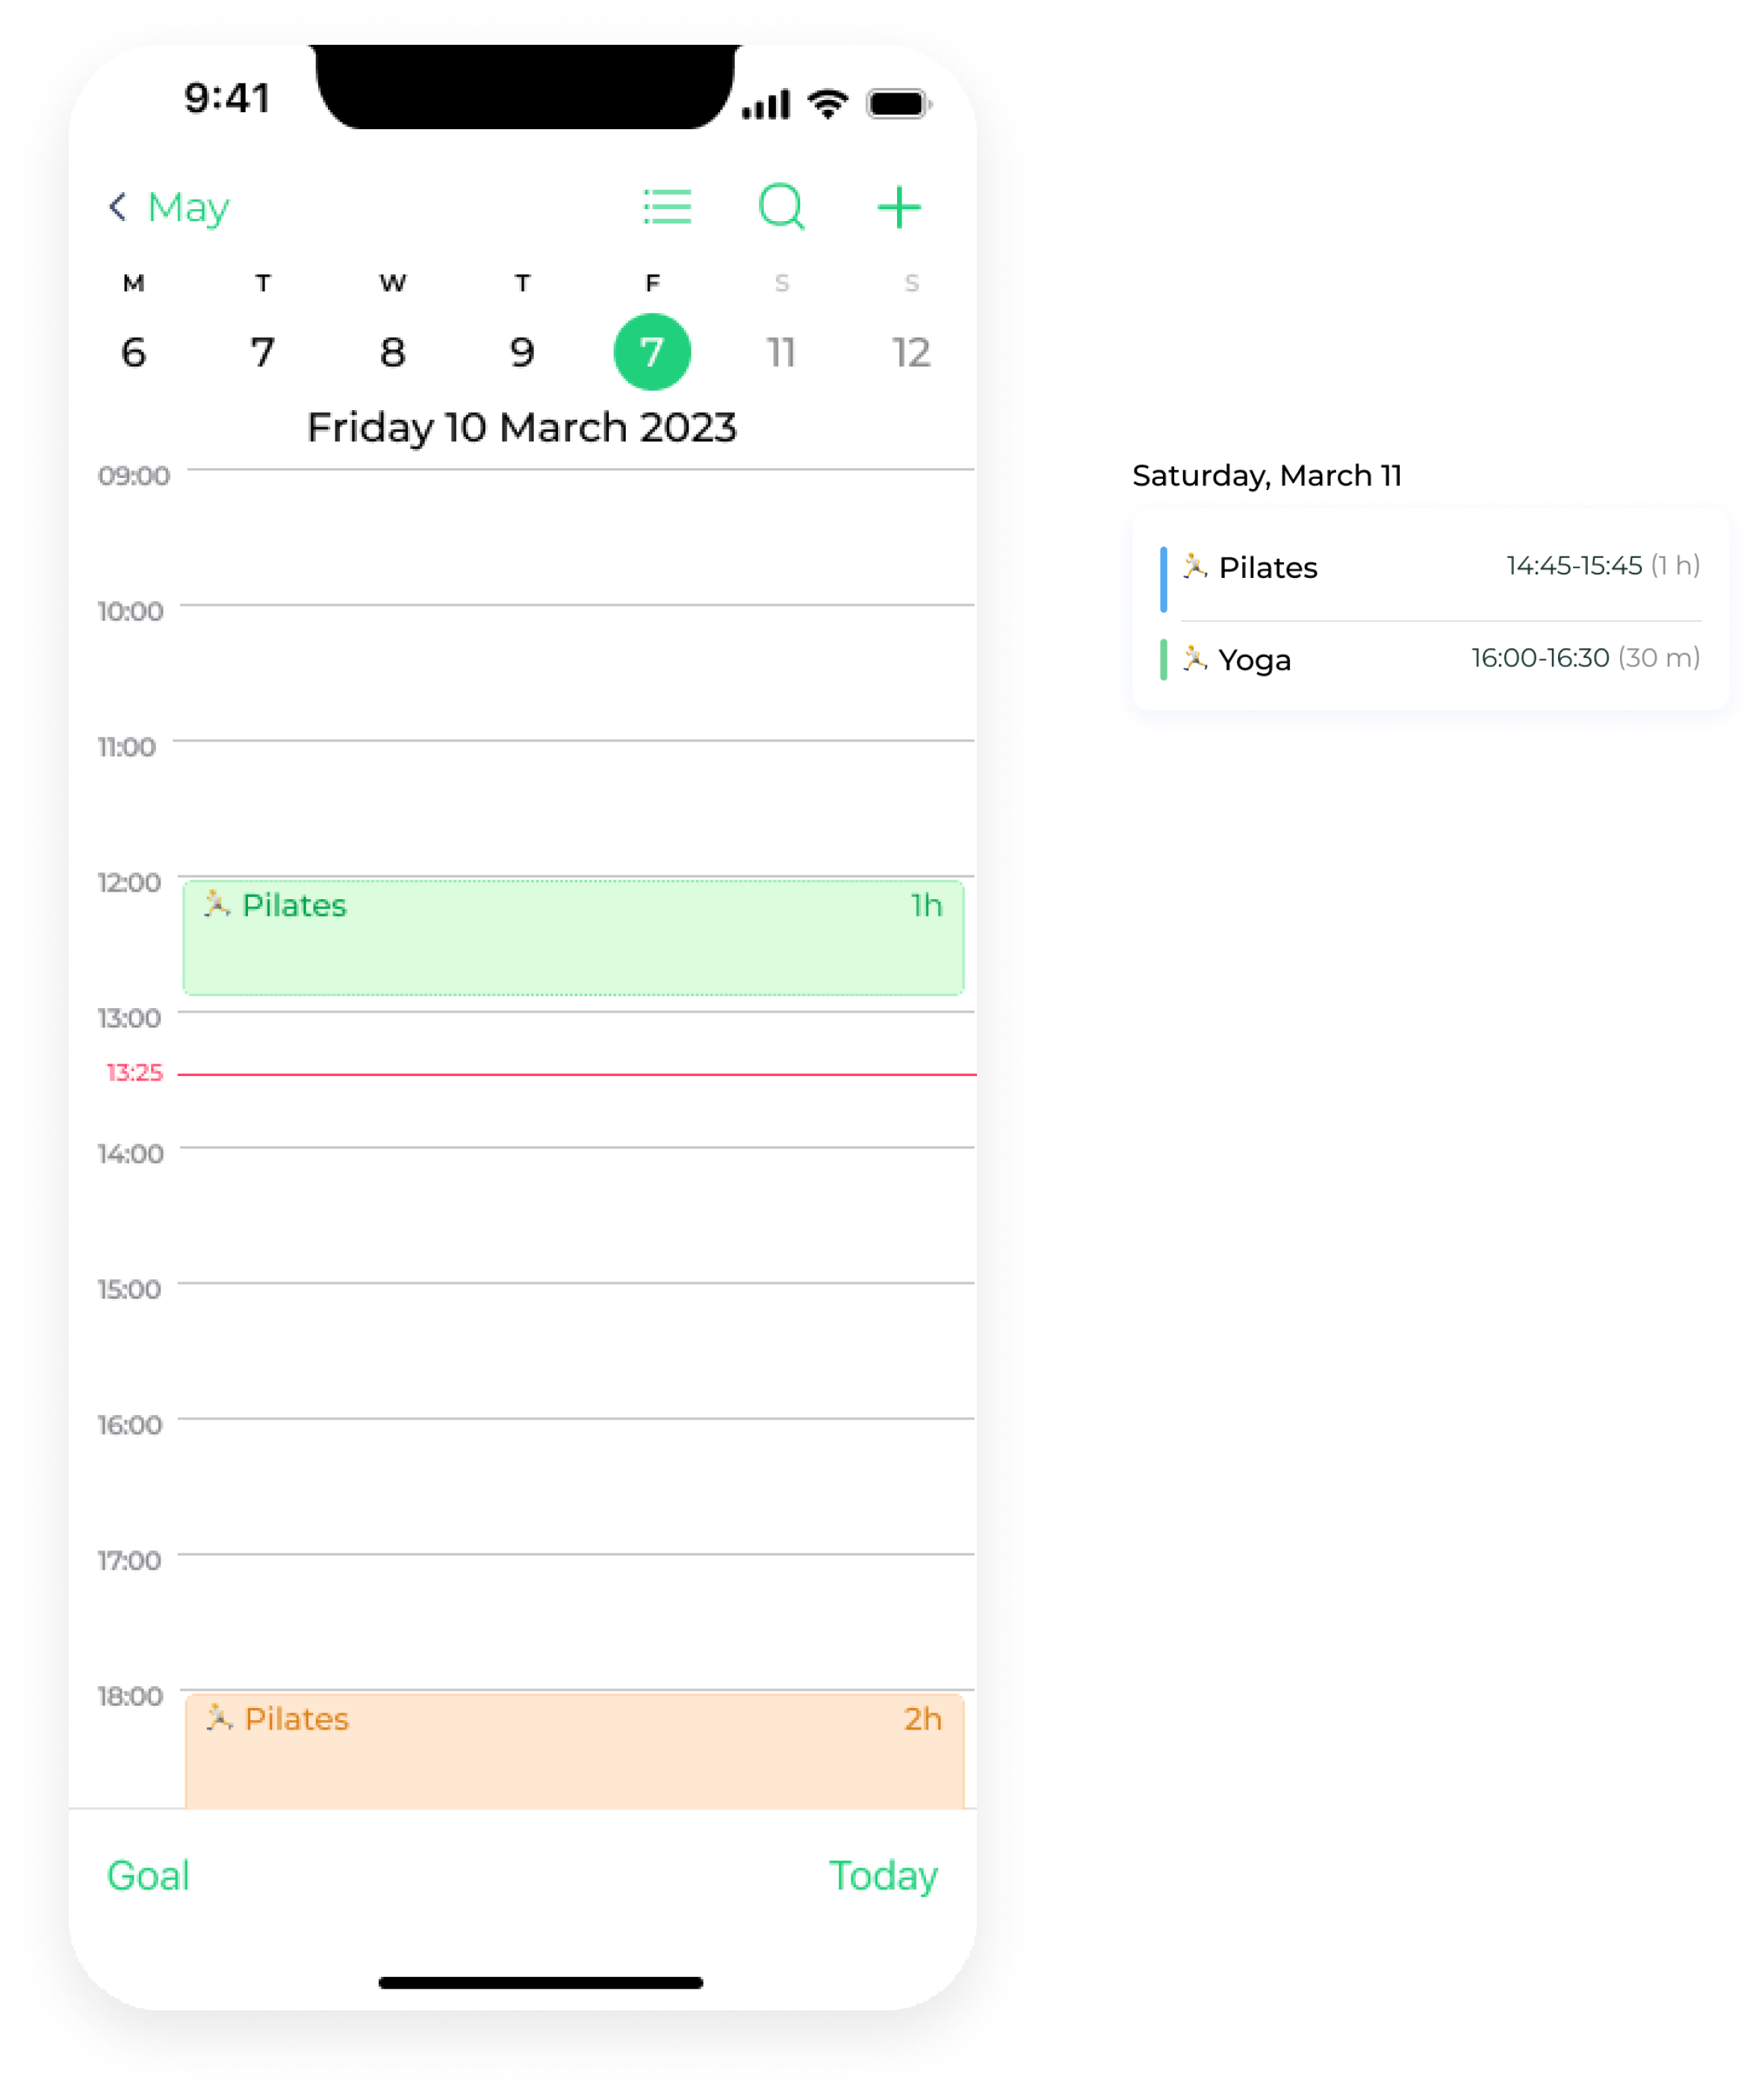 9:41
May
M T W T F S S
6 7 8 9 7 11 12
Friday 10 March 2023
09:00
10:00
11:00
12:00
Pilates 1h
13:00
13:25
14:00
15:00
16:00
17:00
18:00
Pilates 2h
Goal Today
Saturday, March 11
Pilates 14:45-15:45 (1 h)
Yoga 16:00-16:30 (30 m)